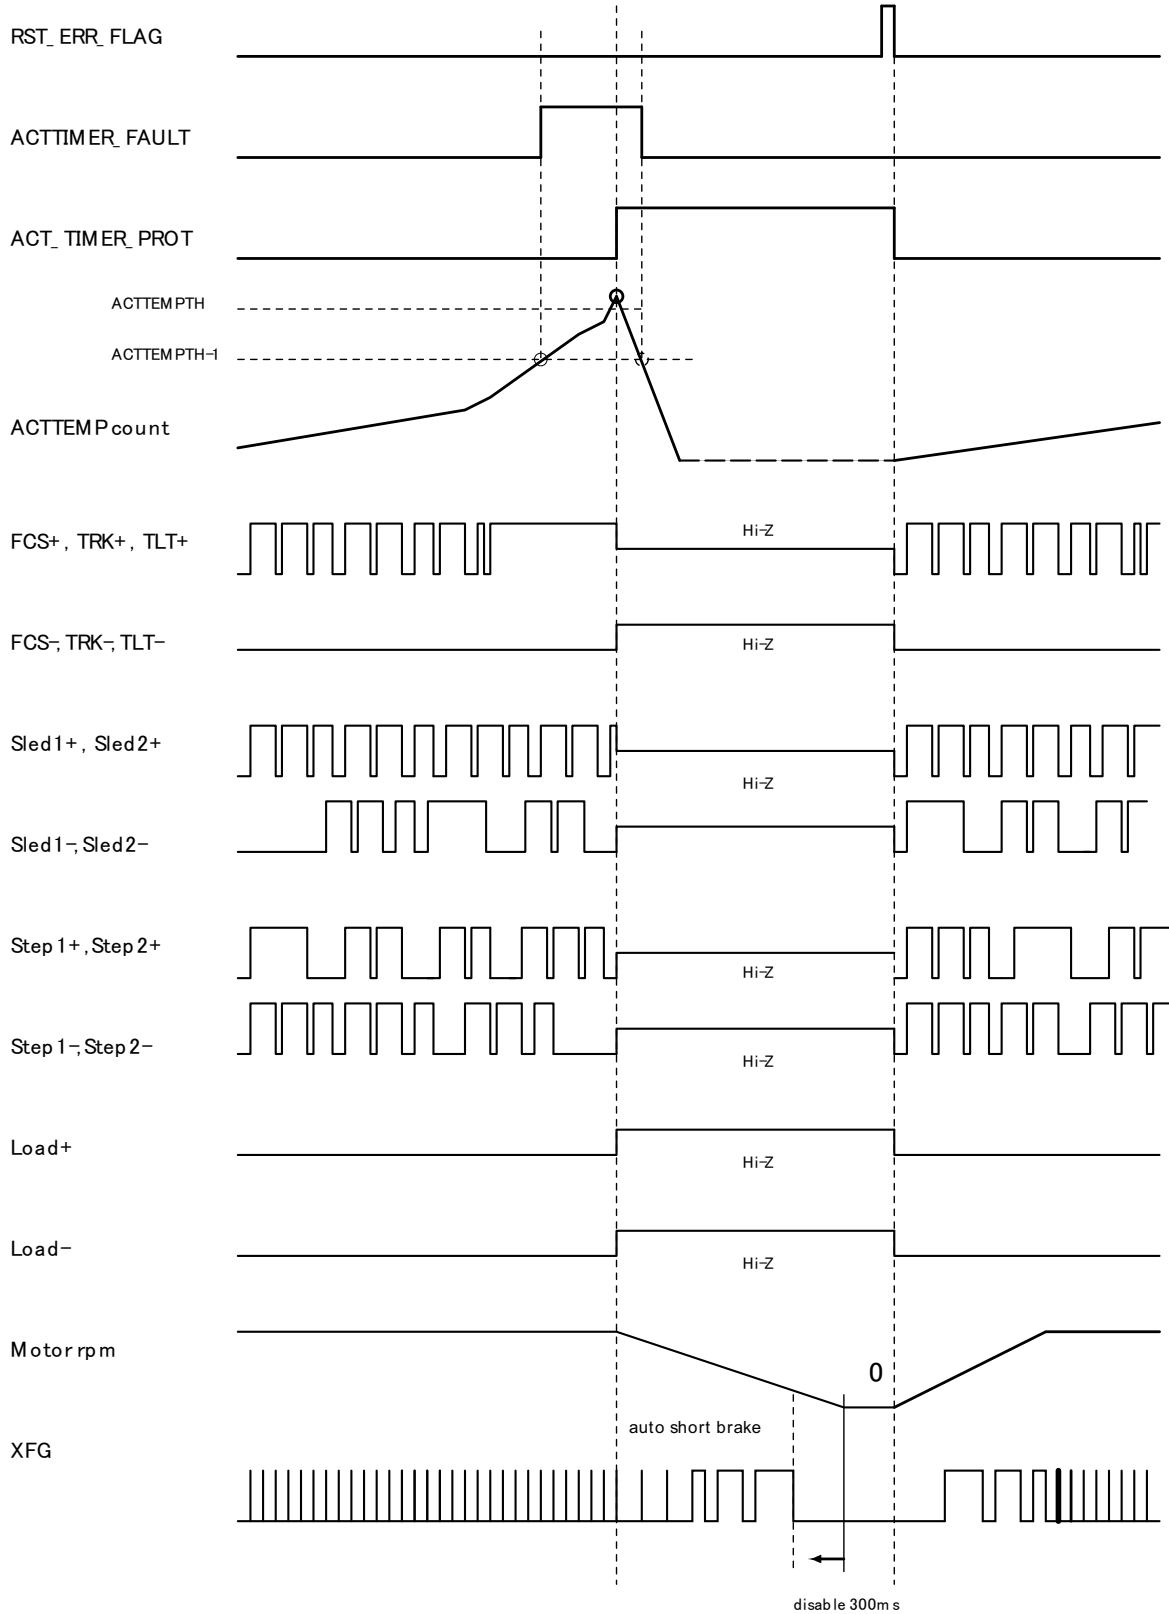 RST_ERR_FLAG
ACTTIMER_FAULT
ACT_TIMER_PROT
ACTTEMPTH
ACTTEMPTH-1
ACTTEMP count
FCS+, TRK+, TLT+
Hi-Z
FCS-, TRK-, TLT-
Hi-Z
Sled1+, Sled2+
Hi-Z
Sled1-, Sled2-
Step1+, Step2+
Hi-Z
Step1-, Step2-
Hi-Z
Load+
Hi-Z
Load-
Hi-Z
Motor rpm
0
auto short brake
XFG
disable 300ms